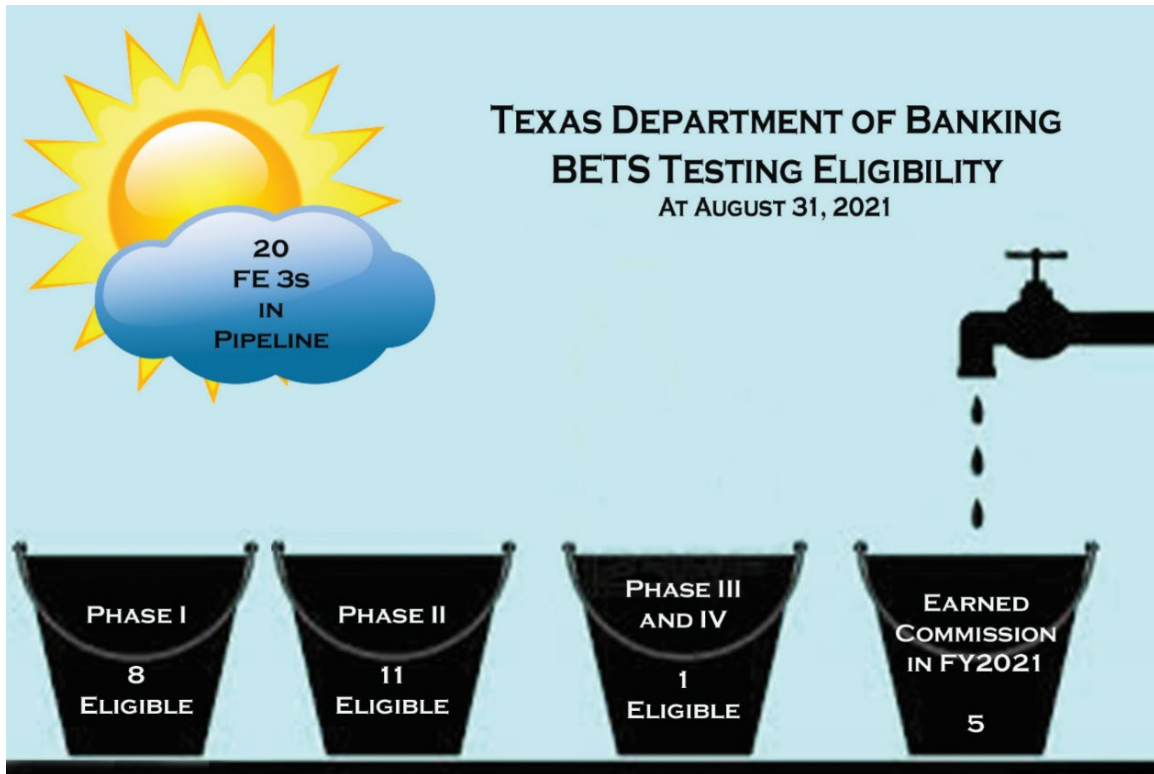 Texas Department of Banking
BETS Testing Eligibility
At August 31, 2021
20
FE 3s
in
Pipeline
Phase I
8
Eligible
Phase II
11
Eligible
Phase III
and IV
1
Eligible
Earned
Commission
in FY2021
5